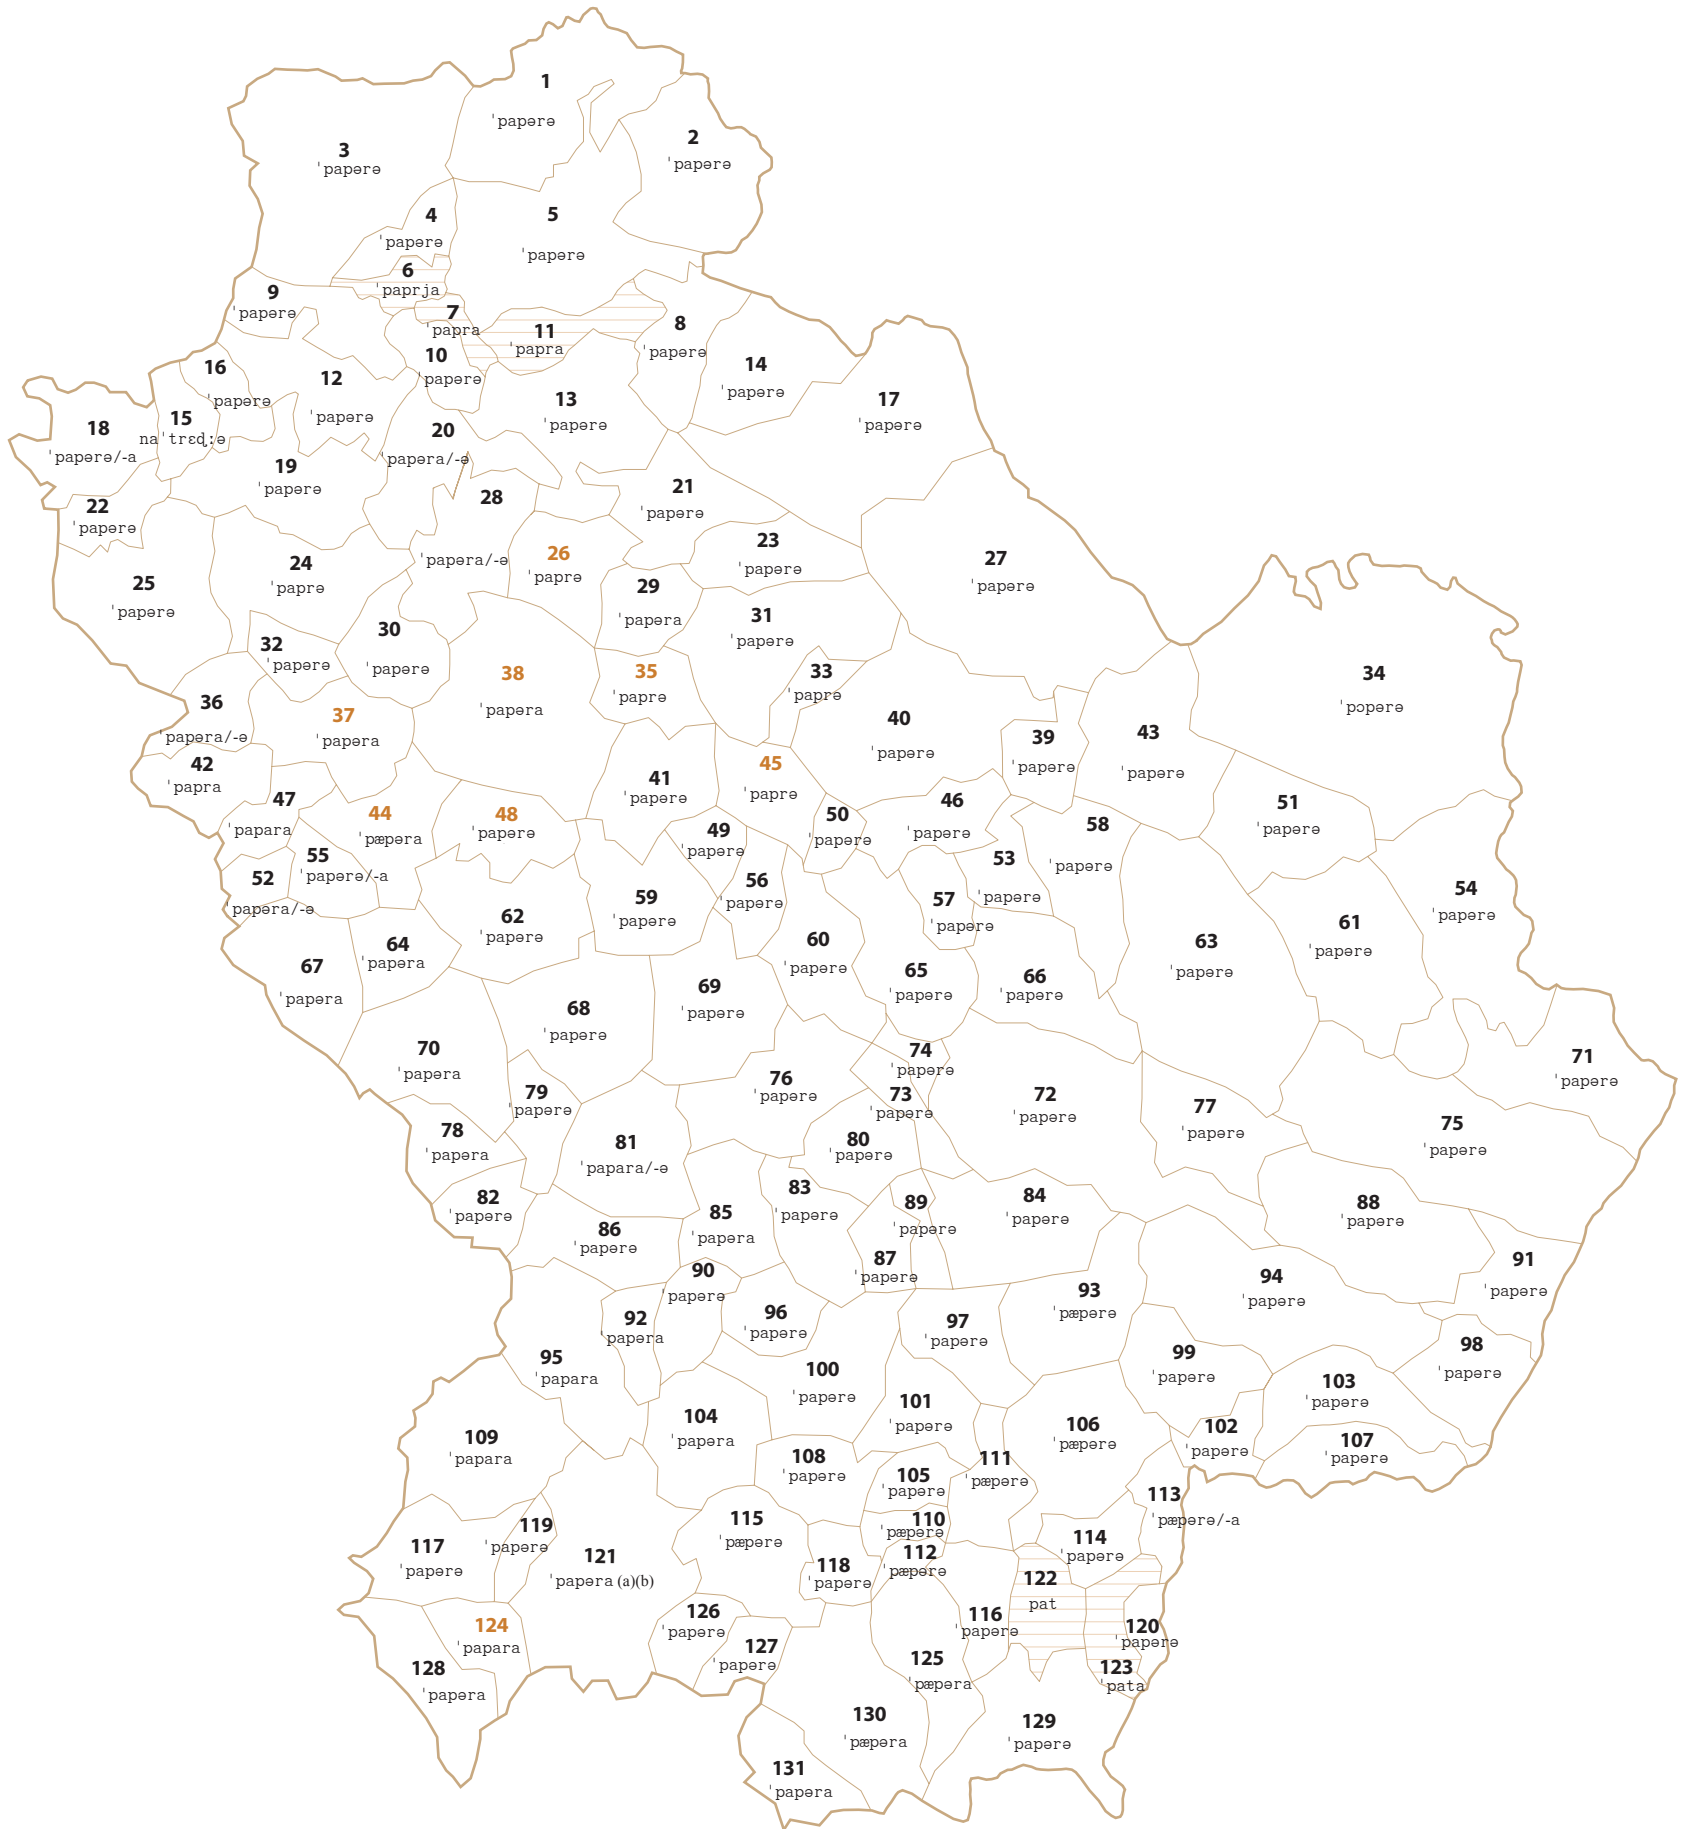 1
ˈpapərə
2
ˈpapərə
3
ˈpapərə
4
ˈpapərə
5
ˈpapərə
6
ˈpaprja
7
ˈpapra
8
ˈpapərə
9
ˈpapərə
10
ˈpapərə
11
ˈpapra
12
ˈpapərə
13
ˈpapərə
14
ˈpapərə
15
naˈtrɛɖːə
16
ˈpapərə
17
ˈpapərə
18
ˈpapərə/-a
19
ˈpapərə
20
ˈpapəra/-ə
21
ˈpapərə
22
ˈpapərə
23
ˈpapərə
24
ˈpaprə
25
ˈpapərə
26
ˈpaprə
27
ˈpapərə
28
ˈpapəra/-ə
29
ˈpapəra
30
ˈpapərə
31
ˈpapərə
32
ˈpapərə
33
ˈpaprə
34
ˈpɔpərə
35
ˈpaprə
36
ˈpapəra/-ə
37
ˈpapəra
38
ˈpapəra
39
ˈpapərə
40
ˈpapərə
41
ˈpapərə
42
ˈpapra
43
ˈpapərə
44
ˈpæpəra
45
ˈpaprə
46
ˈpapərə
47
ˈpapara
48
ˈpapərə
49
ˈpapərə
50
ˈpapərə
51
ˈpapərə
52
ˈpapəra/-ə
53
ˈpapərə
54
ˈpapərə
55
ˈpapərə/-a
56
ˈpapərə
57
ˈpapərə
58
ˈpapərə
59
ˈpapərə
60
ˈpapərə
61
ˈpapərə
62
ˈpapərə
63
ˈpapərə
64
ˈpapəra
65
ˈpapərə
66
ˈpapərə
67
ˈpapəra
68
ˈpapərə
69
ˈpapərə
70
ˈpapəra
71
ˈpapərə
72
ˈpapərə
73
ˈpapərə
74
ˈpapərə
75
ˈpapərə
76
ˈpapərə
77
ˈpapərə
78
ˈpapəra
79
ˈpapərə
80
ˈpapərə
81
ˈpapara/-ə
82
ˈpapərə
83
ˈpapərə
84
ˈpapərə
85
ˈpapəra
86
ˈpapərə
87
ˈpapərə
88
ˈpapərə
89
ˈpapərə
90
ˈpapərə
91
ˈpapərə
92
ˈpapəra
93
ˈpæpərə
94
ˈpapərə
95
ˈpapara
96
ˈpapərə
97
ˈpapərə
98
ˈpapərə
99
ˈpapərə
100
ˈpapərə
101
ˈpapərə
102
ˈpapərə
103
ˈpapərə
104
ˈpapəra
105
ˈpapərə
106
ˈpæpərə
107
ˈpapərə
108
ˈpapərə
109
ˈpapara
110
ˈpæpərə
111
ˈpæpərə
112
ˈpæpərə
113
ˈpæpərə/-a
114
ˈpapərə
115
ˈpæpərə
116
ˈpapərə
117
ˈpapərə
118
ˈpapərə
119
ˈpapərə
120
ˈpapərə
121
ˈpapəra (a)(b)
122
pat
123
ˈpata
124
ˈpapara
125
ˈpæpəra
126
ˈpapərə
127
ˈpapərə
128
ˈpapəra
129
ˈpapərə
130
ˈpæpəra
131
ˈpapəra